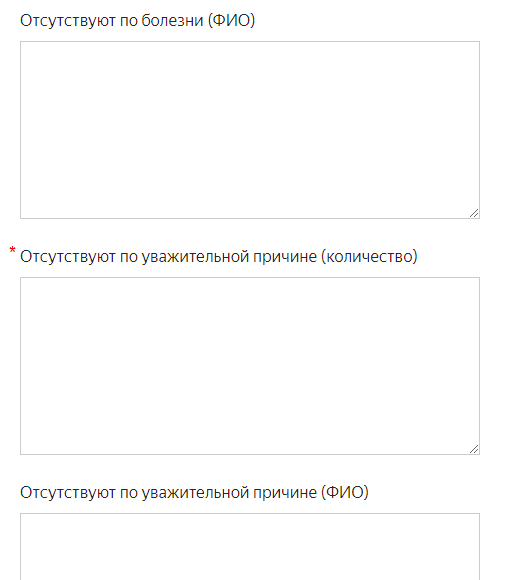 Отсутствуют по болезни (ФИО)
* Отсутствуют по уважительной причине (количество)
Отсутствуют по уважительной причине (ФИО)